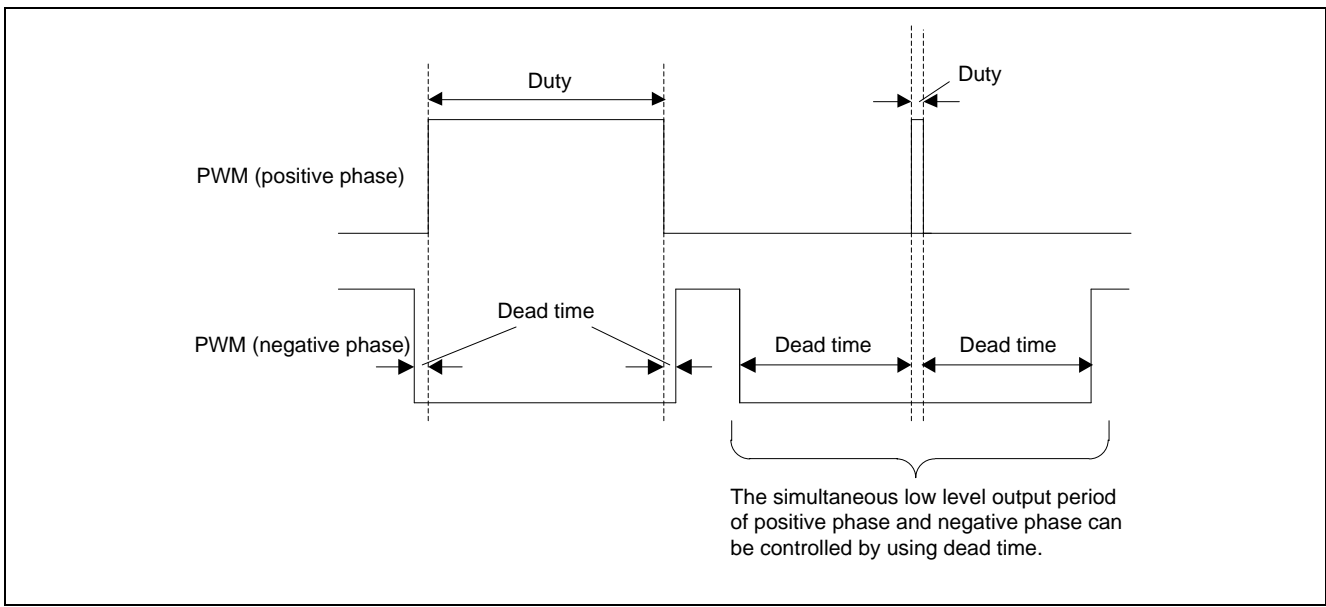 Duty
Duty
PWM (positive phase)
Dead time
PWM (negative phase)
Dead time
Dead time
The simultaneous low level output period
of positive phase and negative phase can
be controlled by using dead time.